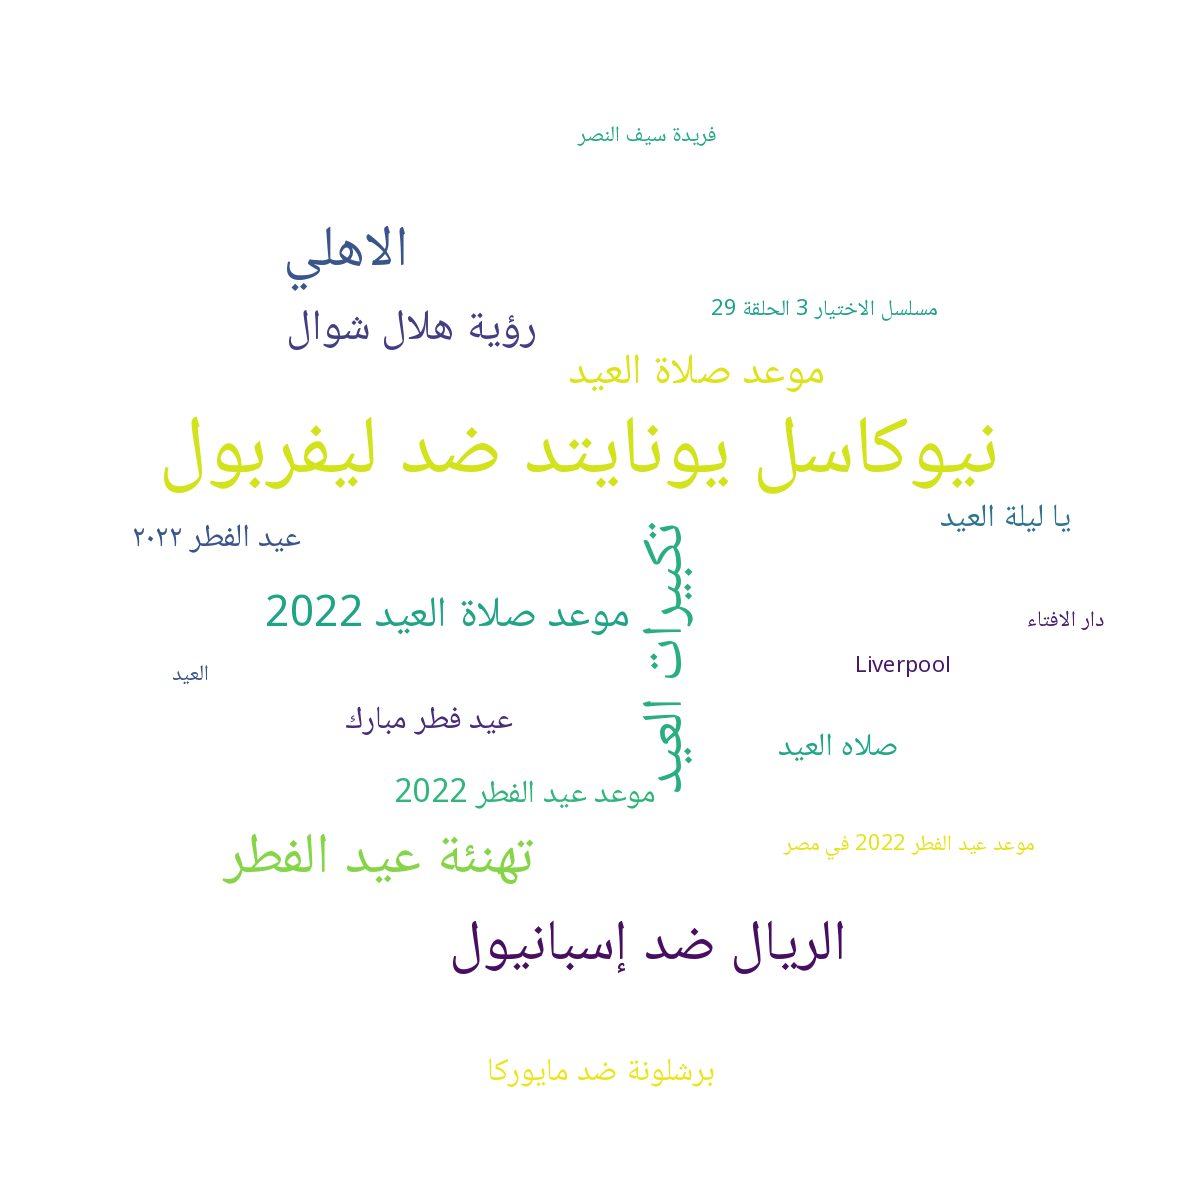 فريدة سيف النصر
الاهلي
مسلسل الاختيار 3 الحلقة 29
رؤية هلال شوال
موعد صلاة العيد
نيوكاسل يونايتد ضد ليفربول
يا ليلة العيد
عيد الفطر ٢٠٢٢
تكبيرات العيد
موعد صلاة العيد 2022
دار الافتاء
Liverpool
العيد
عيد فطر مبارك
صلاه العيد
موعد عيد الفطر 2022
موعد عيد الفطر 2022 في مصر
تهنئة عيد الفطر
الريال ضد إسبانيول
برشلونة ضد مايوركا